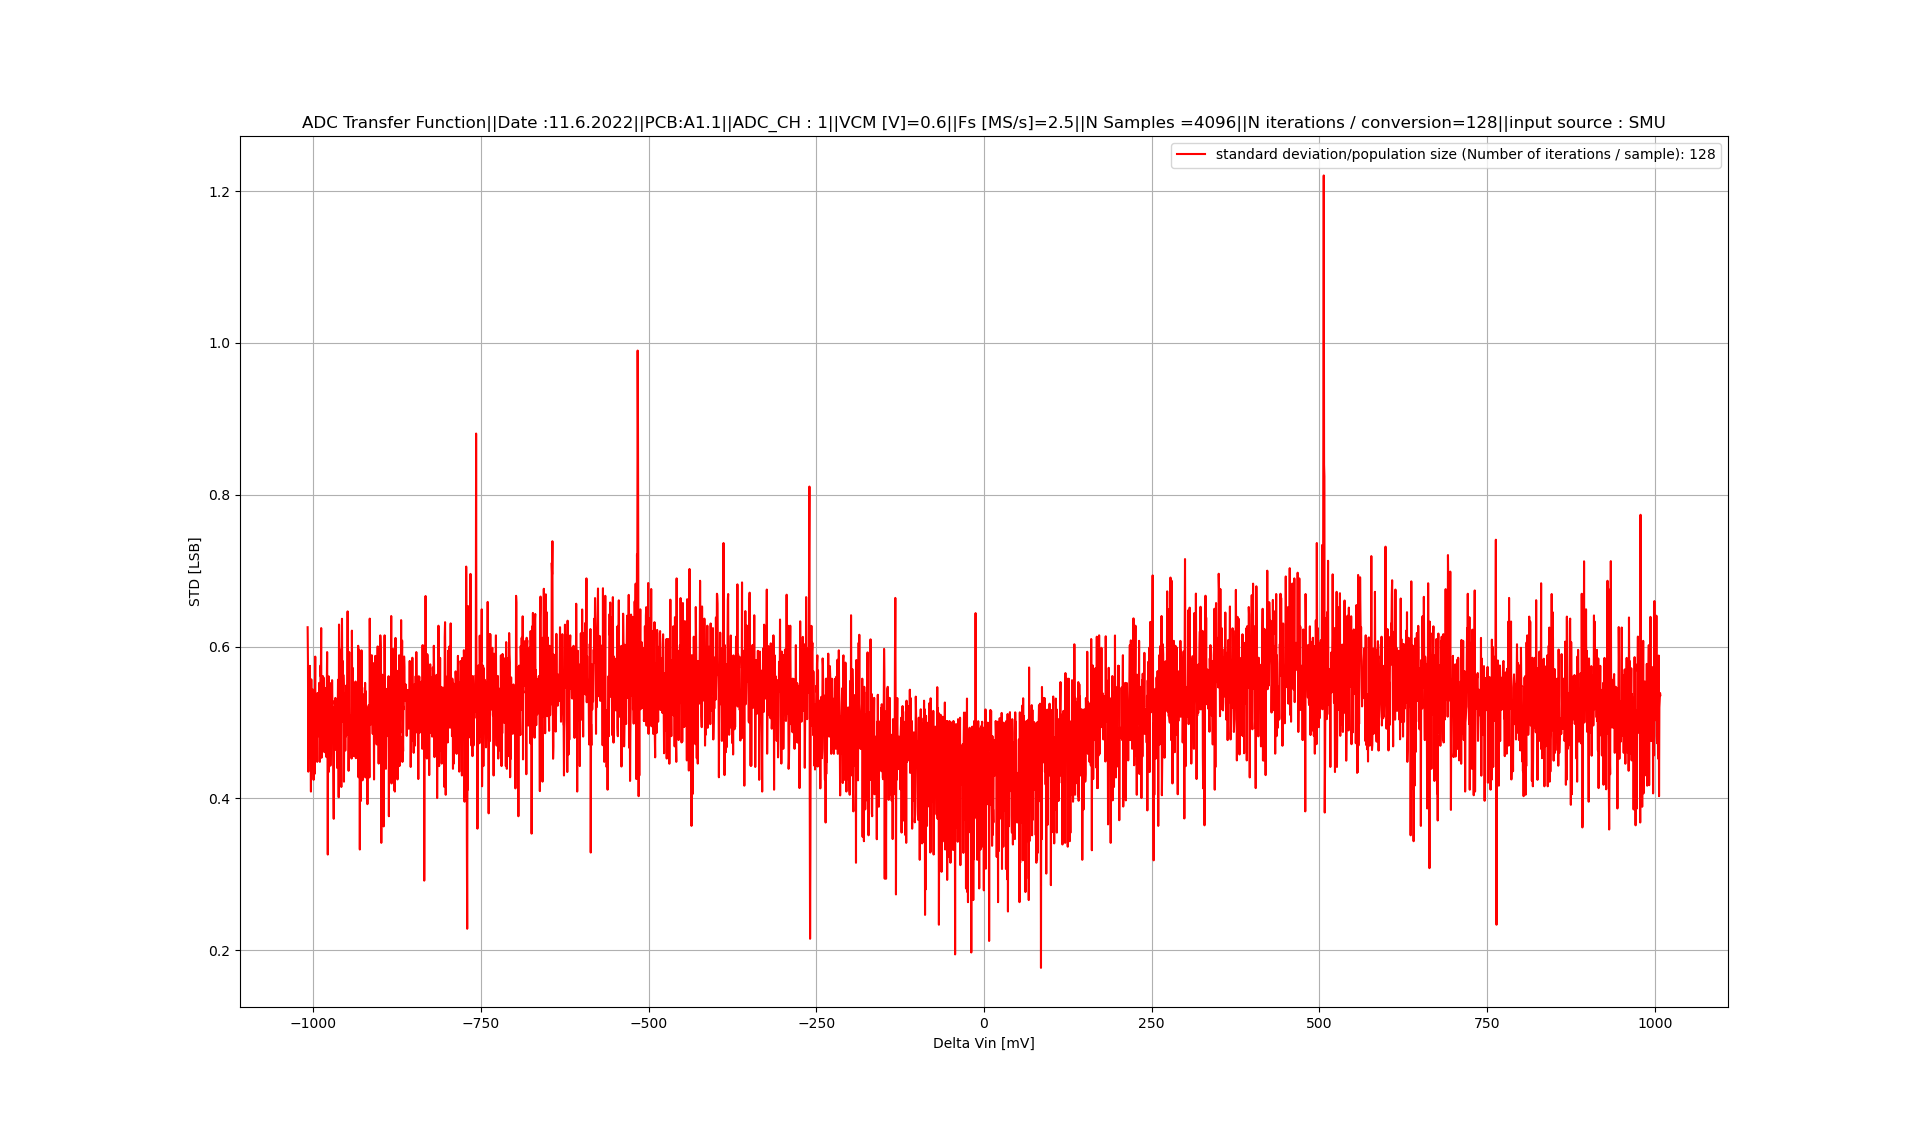 ADC Transfer Function||Date :11.6.2022||PCB:A1.1||ADC_CH : 1||VCM [V]=0.6||Fs [MS/s]=2.5||N Samples =4096||N iterations / conversion=128||input source : SMU
standard deviation/population size (Number of iterations / sample): 128
STD [LSB]
1.2
1.0
0.8
0.6
0.4
0.2
−1000 −750 −500 −250 0 250 500 750 1000
Delta Vin [mV]